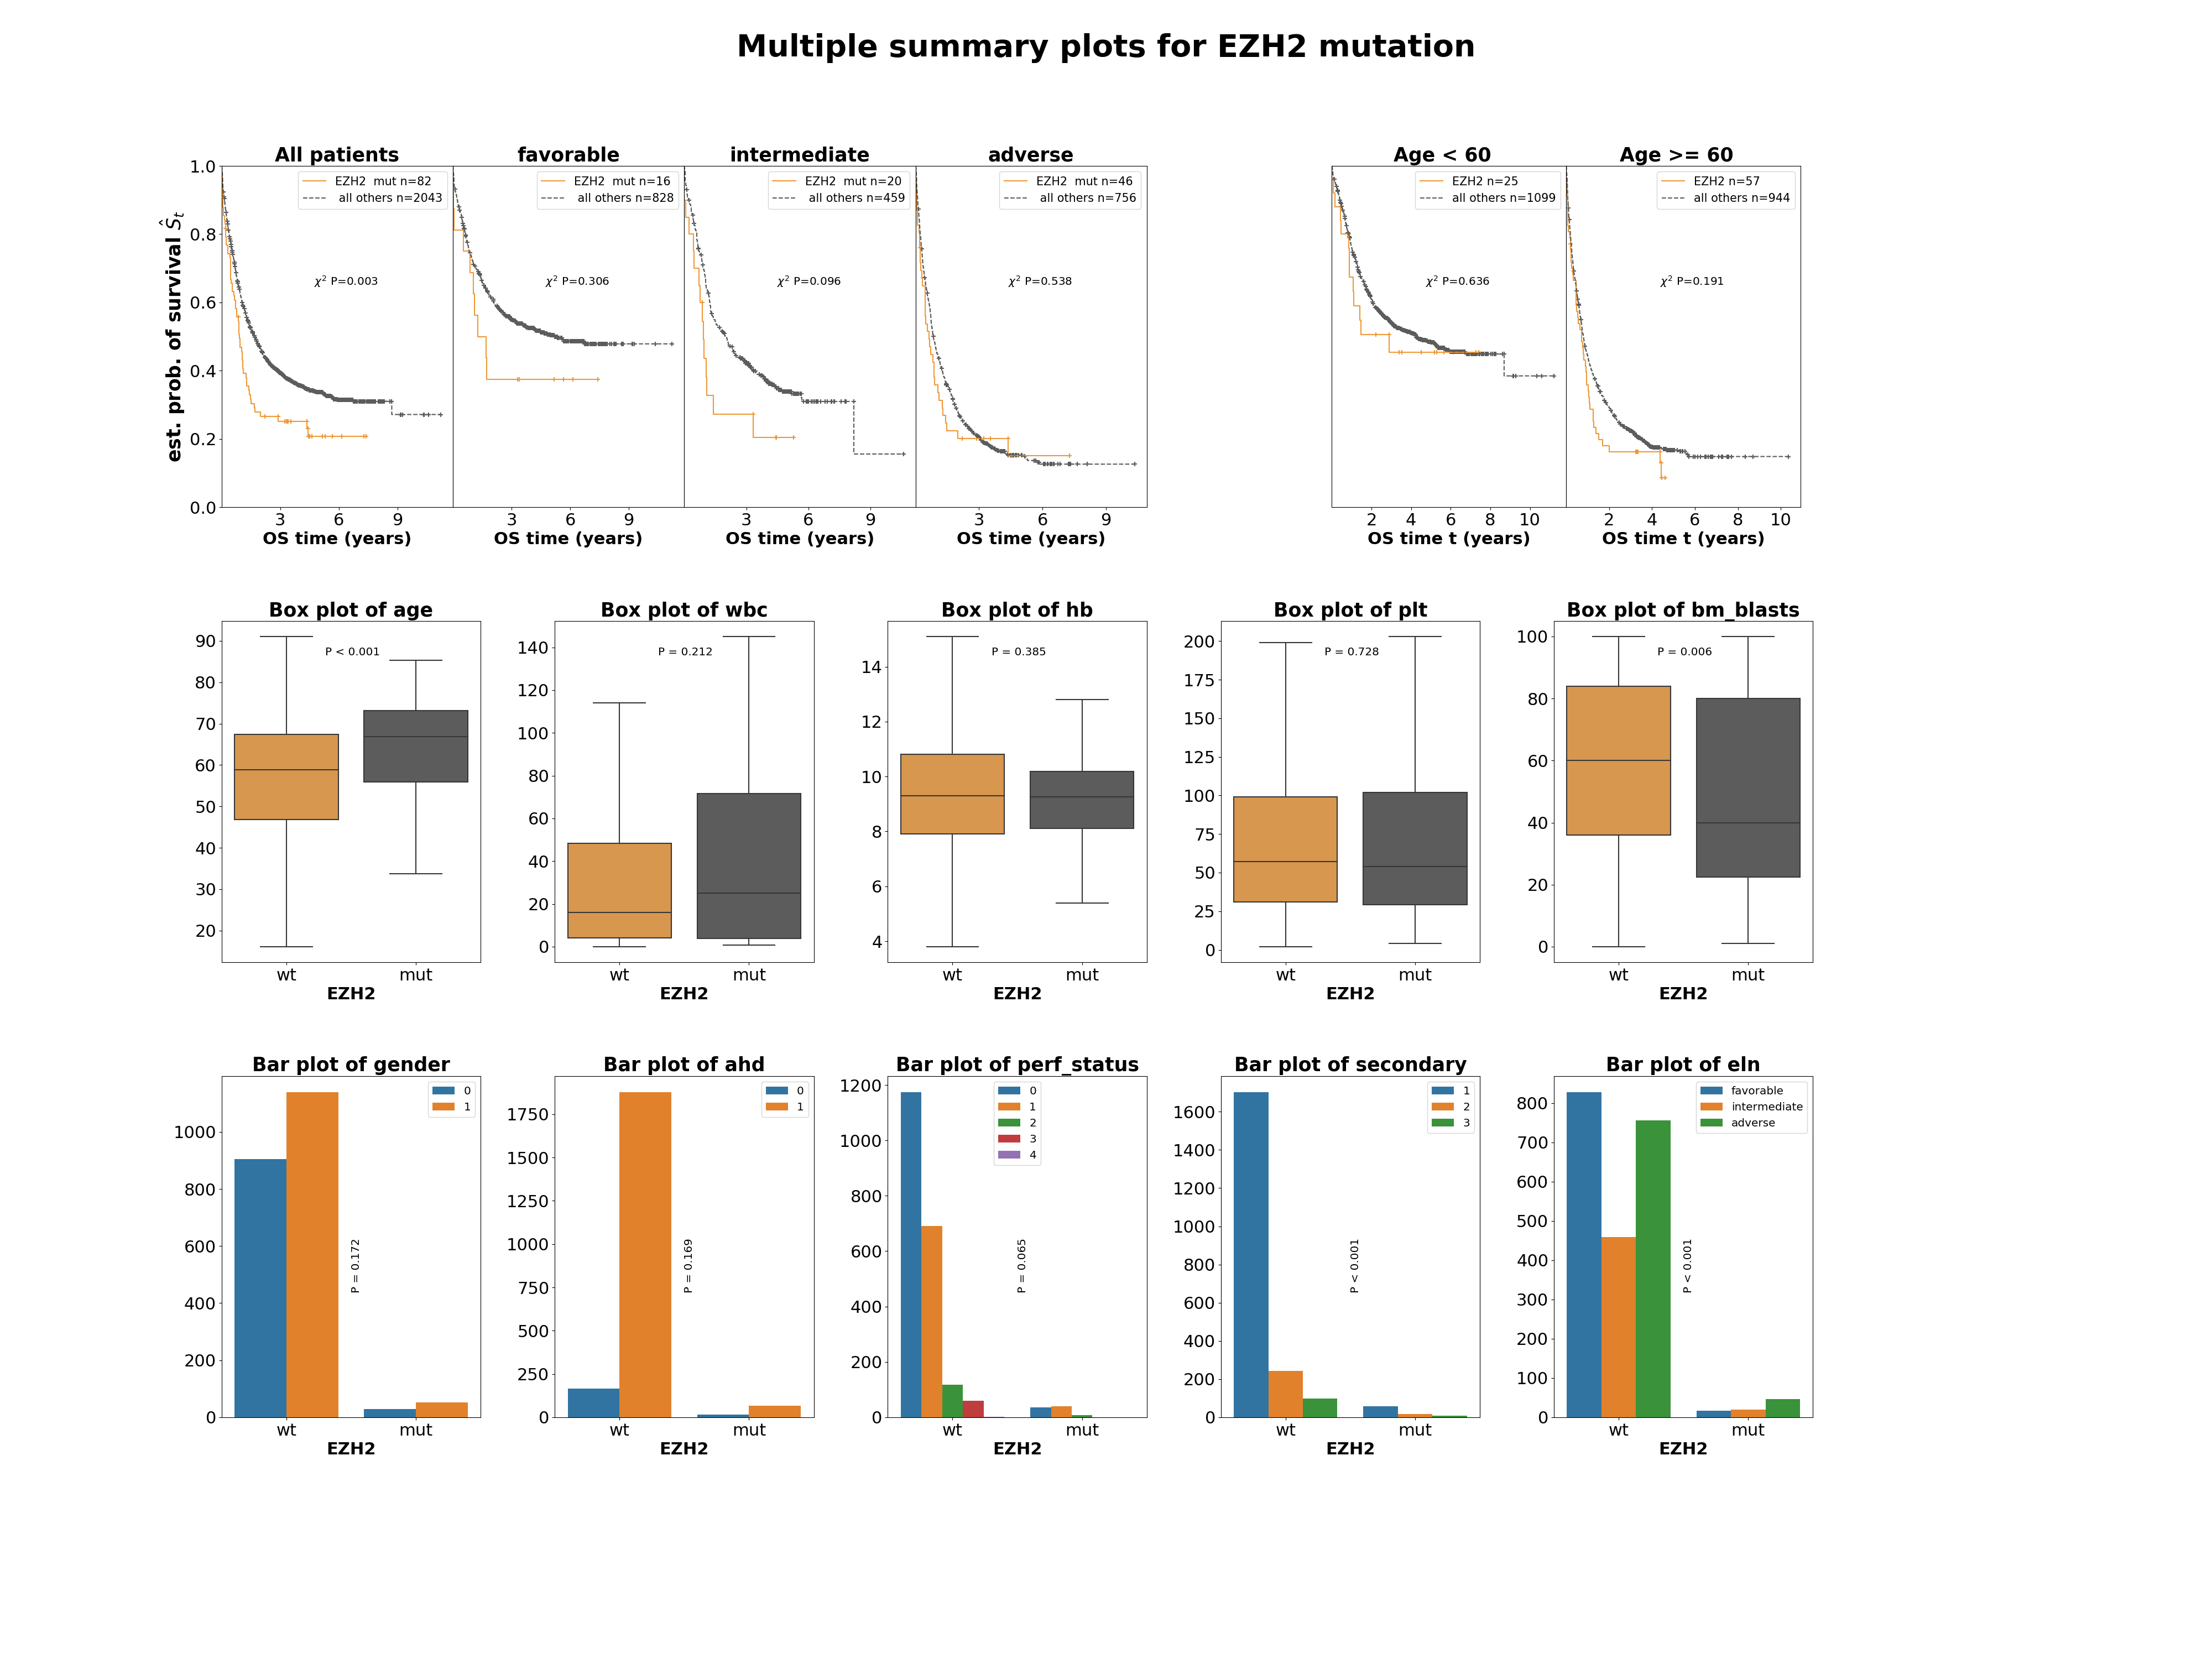 Multiple summary plots for EZH2 mutation
All patients
favorable
intermediate
adverse
Age < 60
Age >= 60
est. prob. of survival Ŝt
1.0
0.8
0.6
0.4
0.2
0.0
EZH2 mut n=82
all others n=2043
χ² P=0.003
3 6 9
OS time (years)
EZH2 mut n=16
all others n=828
χ² P=0.306
3 6 9
OS time (years)
EZH2 mut n=20
all others n=459
χ² P=0.096
3 6 9
OS time (years)
EZH2 mut n=46
all others n=756
χ² P=0.538
3 6 9
OS time (years)
EZH2 n=25
all others n=1099
χ² P=0.636
2 4 6 8 10
OS time t (years)
EZH2 n=57
all others n=944
χ² P=0.191
2 4 6 8 10
OS time t (years)
Box plot of age
90
80
70
60
50
40
30
20
P < 0.001
wt mut
EZH2
Box plot of wbc
140
120
100
80
60
40
20
0
P = 0.212
wt mut
EZH2
Box plot of hb
14
12
10
8
6
4
P = 0.385
wt mut
EZH2
Box plot of plt
200
175
150
125
100
75
50
25
0
P = 0.728
wt mut
EZH2
Box plot of bm_blasts
100
80
60
40
20
0
P = 0.006
wt mut
EZH2
Bar plot of gender
1000
800
600
400
200
0
0
1
P = 0.172
wt mut
EZH2
Bar plot of ahd
1750
1500
1250
1000
750
500
250
0
0
1
P = 0.169
wt mut
EZH2
Bar plot of perf_status
1200
1000
800
600
400
200
0
0
1
2
3
4
P = 0.065
wt mut
EZH2
Bar plot of secondary
1600
1400
1200
1000
800
600
400
200
0
1
2
3
P < 0.001
wt mut
EZH2
Bar plot of eln
800
700
600
500
400
300
200
100
0
favorable
intermediate
adverse
P < 0.001
wt mut
EZH2